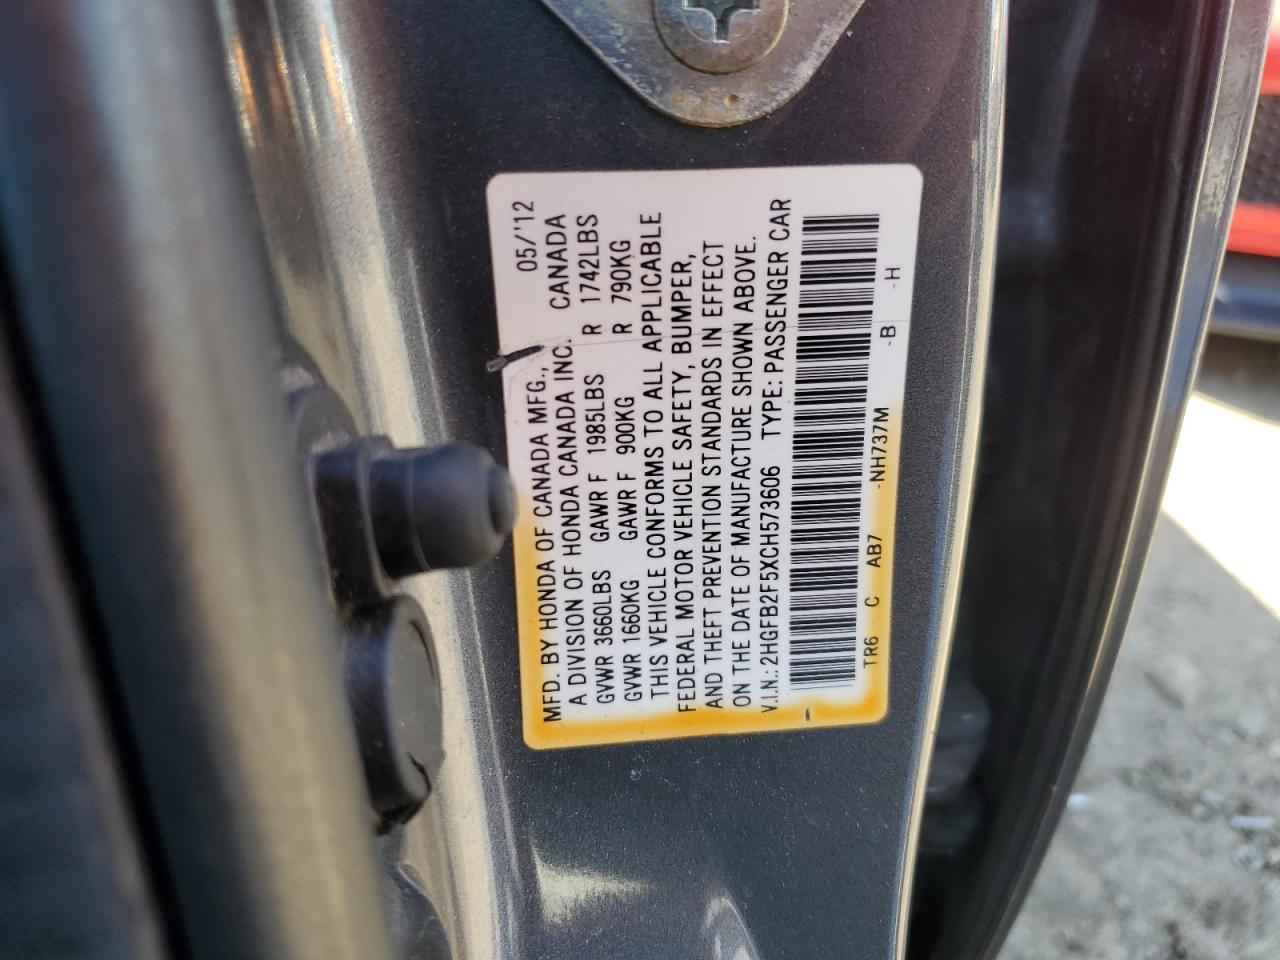 MFD. BY HONDA OF CANADA MFG., 05/'12
A DIVISION OF HONDA CANADA INC. CANADA
GVWR 3660LBS GAWR F 1985LBS R 1742LBS
GVWR 1660KG GAWR F 900KG R 790KG
THIS VEHICLE CONFORMS TO ALL APPLICABLE
FEDERAL MOTOR VEHICLE SAFETY, BUMPER,
AND THEFT PREVENTION STANDARDS IN EFFECT
ON THE DATE OF MANUFACTURE SHOWN ABOVE.
V.I.N.:2HGFB2F5XCH573606 TYPE: PASSENGER CAR
TR6 C AB7 -NH737M -B -H